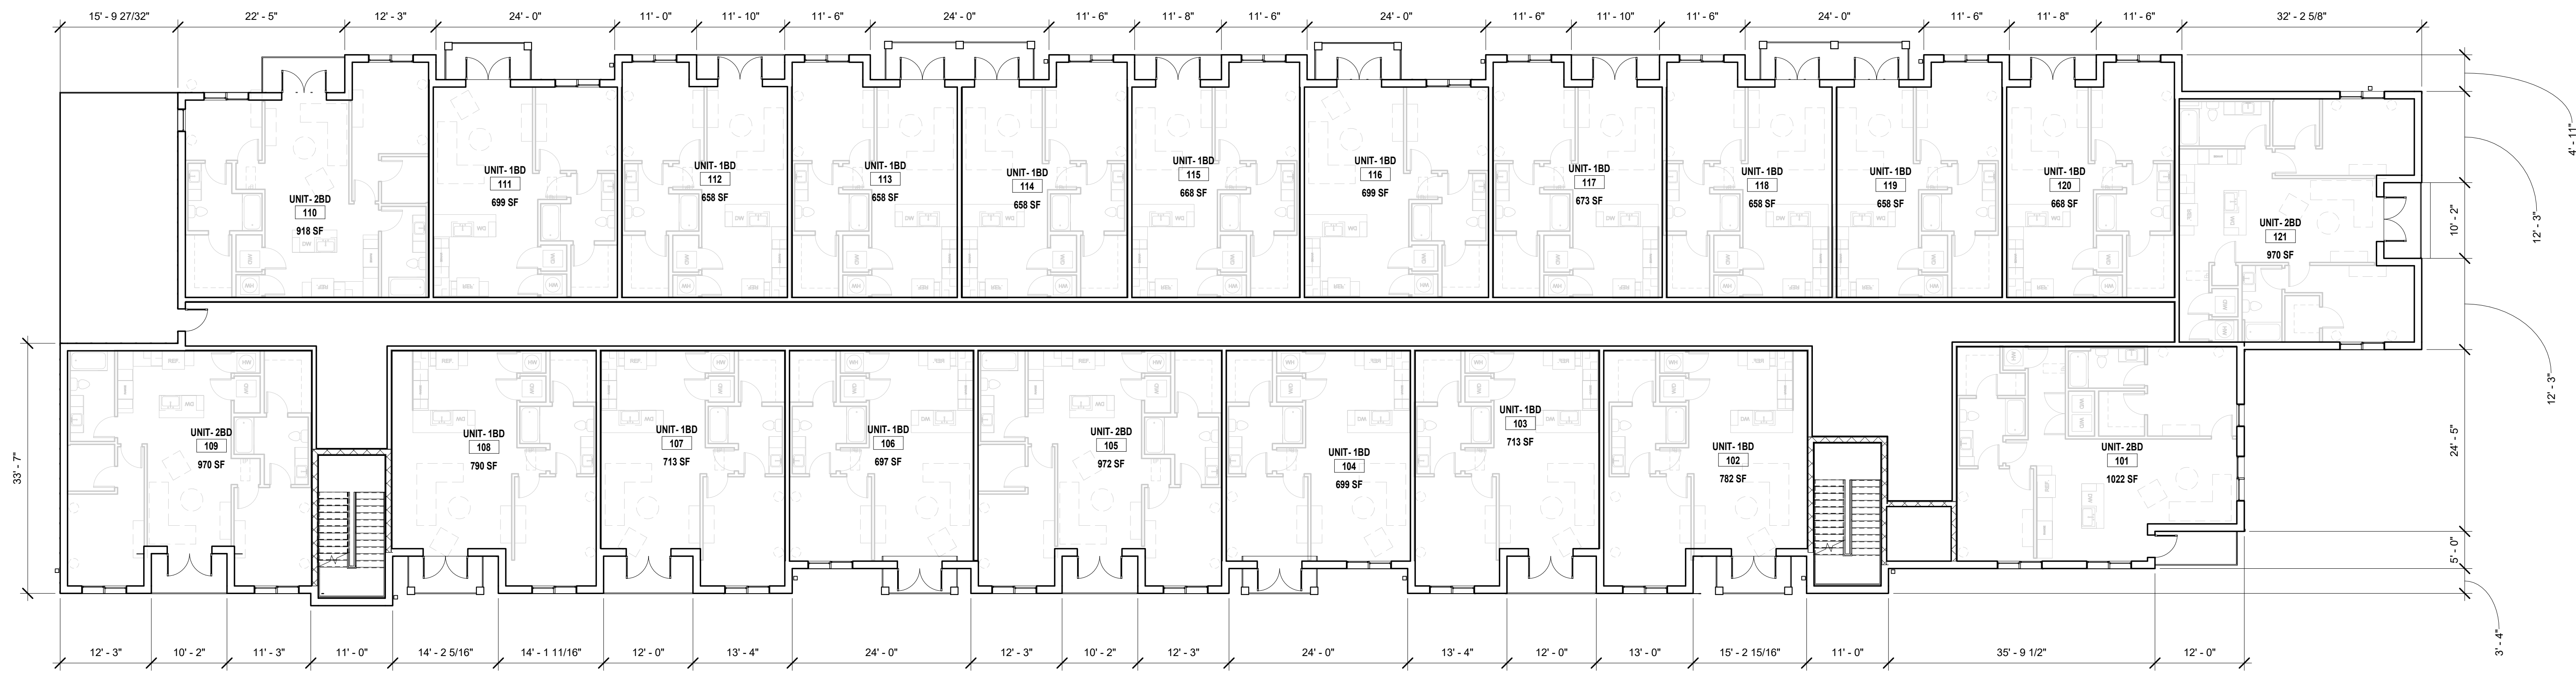 15' - 9 27/32"
22' - 5"
12' - 3"
24' - 0"
11' - 0"
11' - 10"
11' - 6"
24' - 0"
11' - 6"
11' - 8"
11' - 6"
24' - 0"
11' - 6"
11' - 10"
11' - 6"
24' - 0"
11' - 6"
11' - 8"
11' - 6"
32' - 2 5/8"
4' - 11"
12' - 3"
10' - 2"
12' - 3"
24' - 5"
5' - 0"
3' - 4"
33' - 7"
UNIT- 2BD
110
918 SF
UNIT- 1BD
111
699 SF
UNIT- 1BD
112
658 SF
UNIT- 1BD
113
658 SF
UNIT- 1BD
114
658 SF
UNIT- 1BD
115
668 SF
UNIT- 1BD
116
699 SF
UNIT- 1BD
117
673 SF
UNIT- 1BD
118
658 SF
UNIT- 1BD
119
658 SF
UNIT- 1BD
120
668 SF
UNIT- 2BD
121
970 SF
UNIT- 2BD
109
970 SF
UNIT- 1BD
108
790 SF
UNIT- 1BD
107
713 SF
UNIT- 1BD
106
697 SF
UNIT- 2BD
105
972 SF
UNIT- 1BD
104
699 SF
UNIT- 1BD
103
713 SF
UNIT- 1BD
102
782 SF
UNIT- 2BD
101
1022 SF
12' - 3"
10' - 2"
11' - 3"
11' - 0"
14' - 2 5/16"
14' - 1 11/16"
12' - 0"
13' - 4"
24' - 0"
12' - 3"
10' - 2"
12' - 3"
24' - 0"
13' - 4"
12' - 0"
13' - 0"
15' - 2 15/16"
11' - 0"
35' - 9 1/2"
12' - 0"